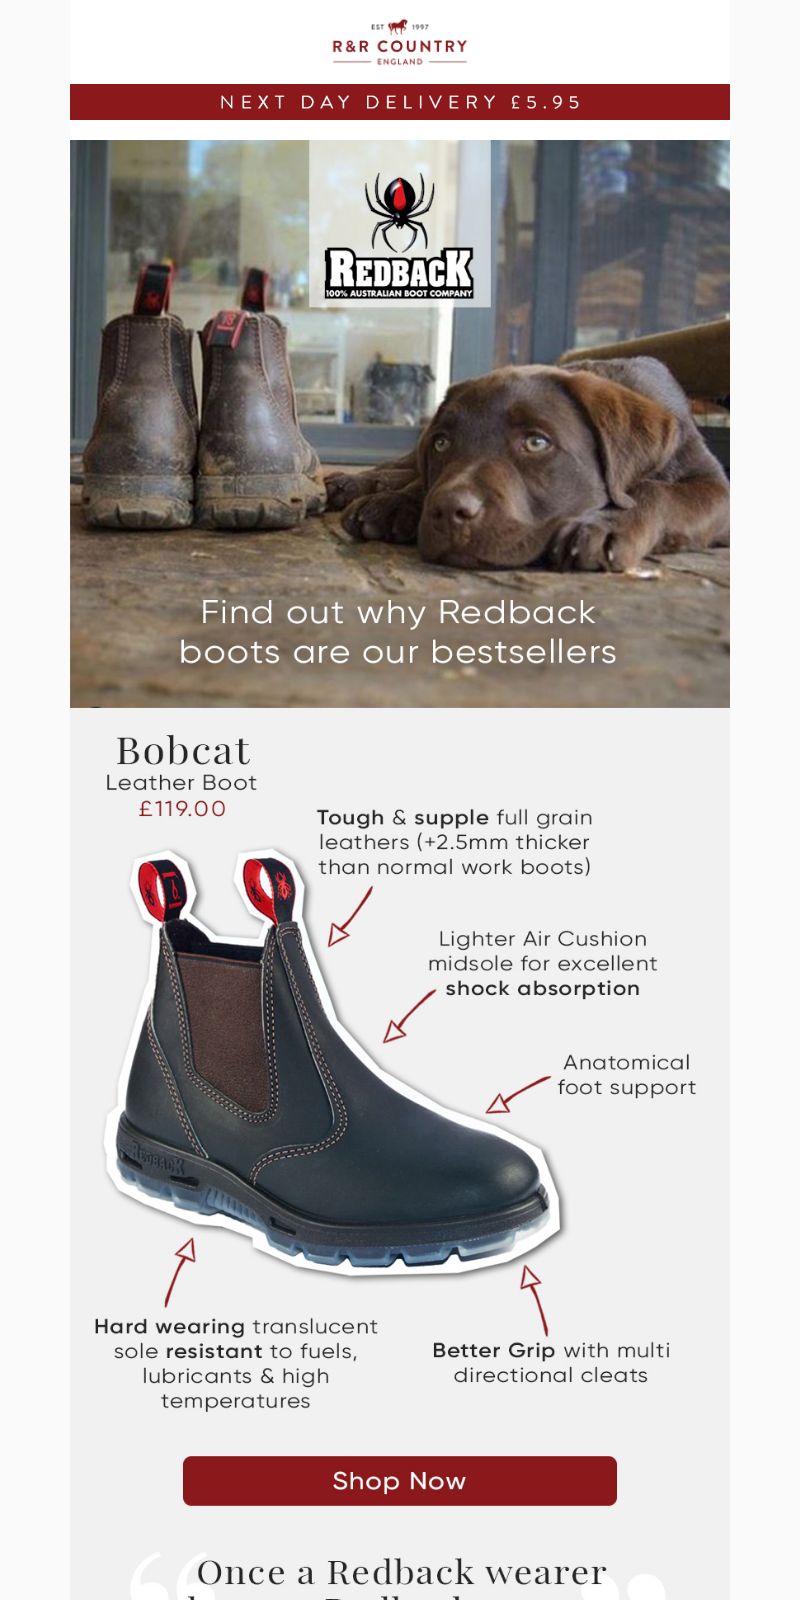 EST 1997
R&R COUNTRY
ENGLAND
NEXT DAY DELIVERY £5.95
REDBACK
100% AUSTRALIAN BOOT COMPANY
Find out why Redback
boots are our bestsellers
Bobcat
Leather Boot
£119.00
Tough & supple full grain
leathers (+2.5mm thicker
than normal work boots)
Lighter Air Cushion
midsole for excellent
shock absorption
Anatomical
foot support
REDBACK
Hard wearing translucent
sole resistant to fuels,
lubricants & high
temperatures
Better Grip with multi
directional cleats
Shop Now
“Once a Redback wearer